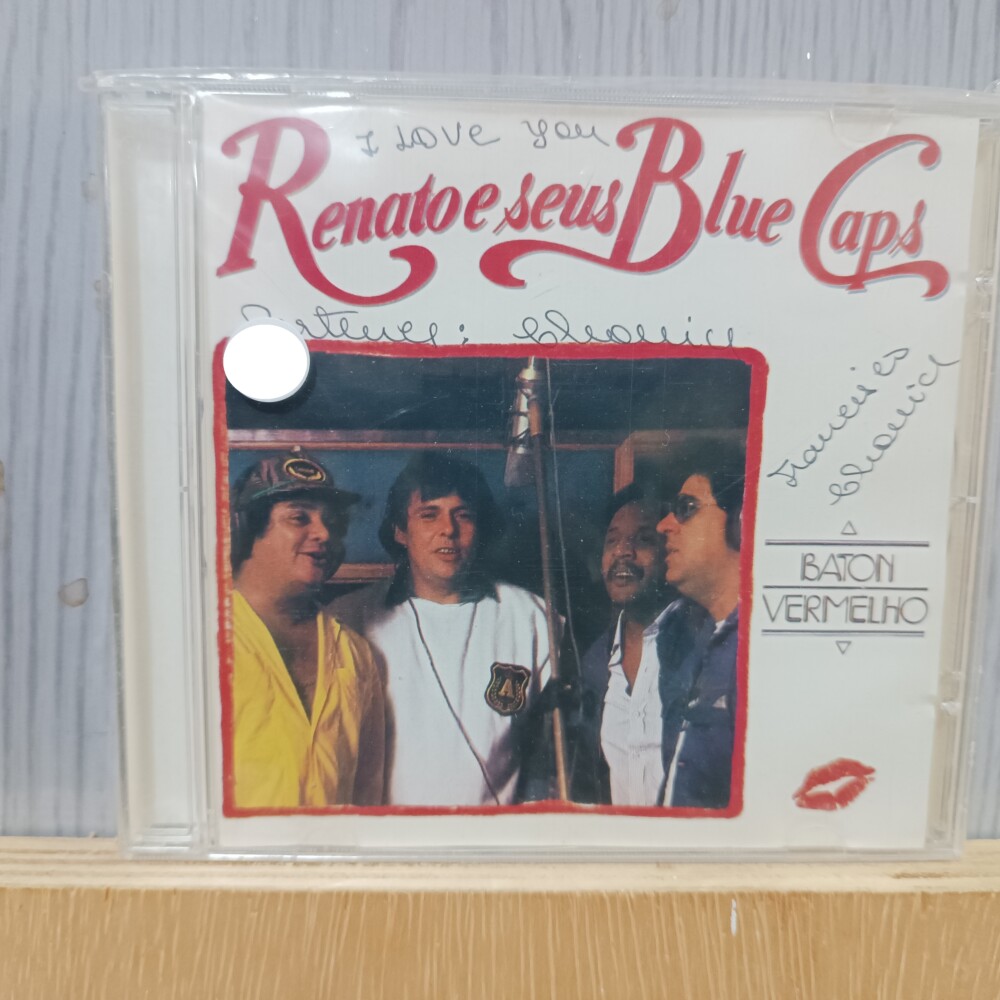 I LOVE You
Renato e seus Blue Caps
A
BATON
VERMELHO